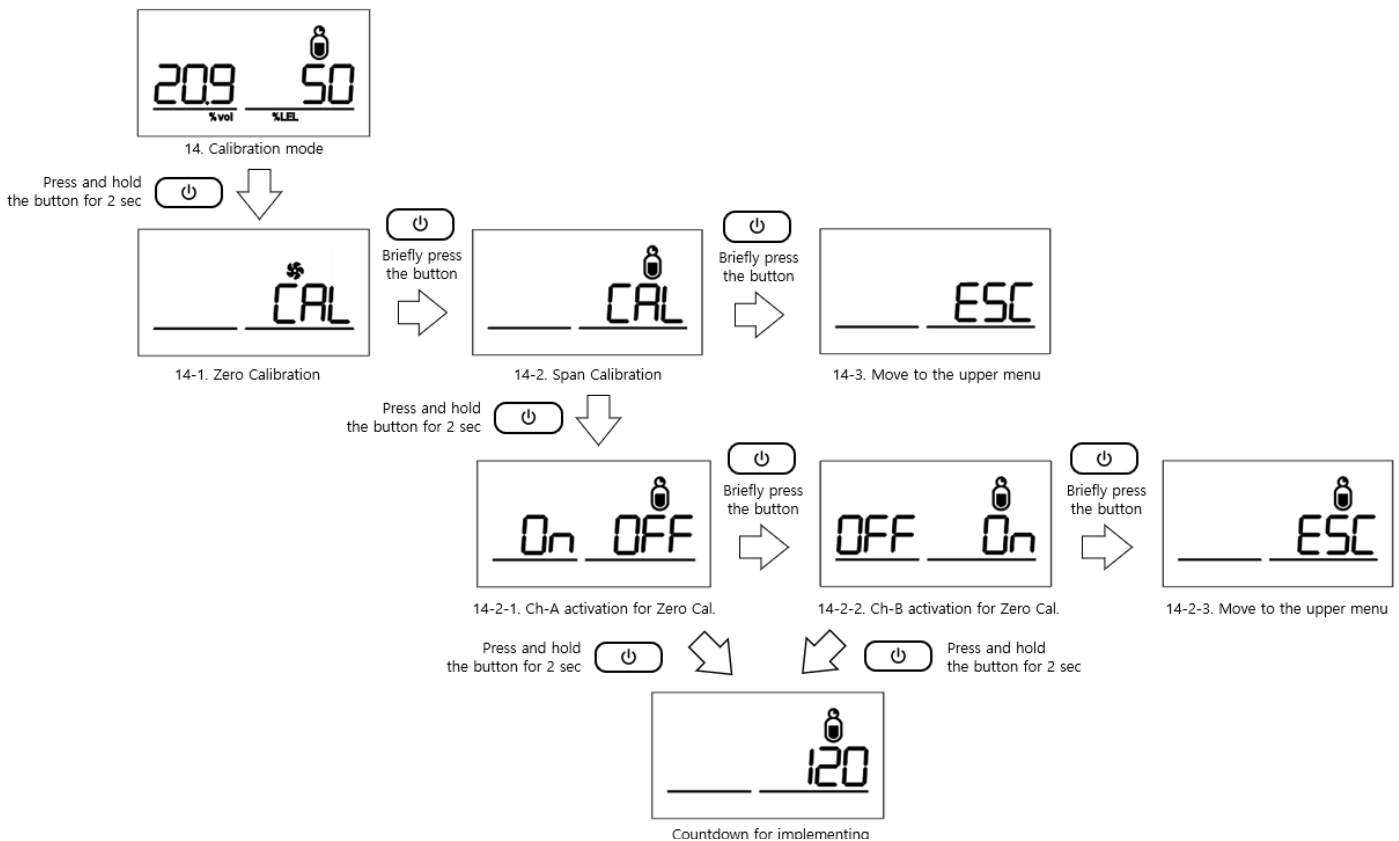 20.9 50
%vol %LEL
14. Calibration mode
Press and hold
the button for 2 sec
CAL
14-1. Zero Calibration
Briefly press
the button
CAL
14-2. Span Calibration
Briefly press
the button
ESC
14-3. Move to the upper menu
Press and hold
the button for 2 sec
On OFF
14-2-1. Ch-A activation for Zero Cal.
Briefly press
the button
OFF On
14-2-2. Ch-B activation for Zero Cal.
Briefly press
the button
ESC
14-2-3. Move to the upper menu
Press and hold
the button for 2 sec
Press and hold
the button for 2 sec
120
Countdown for implementing